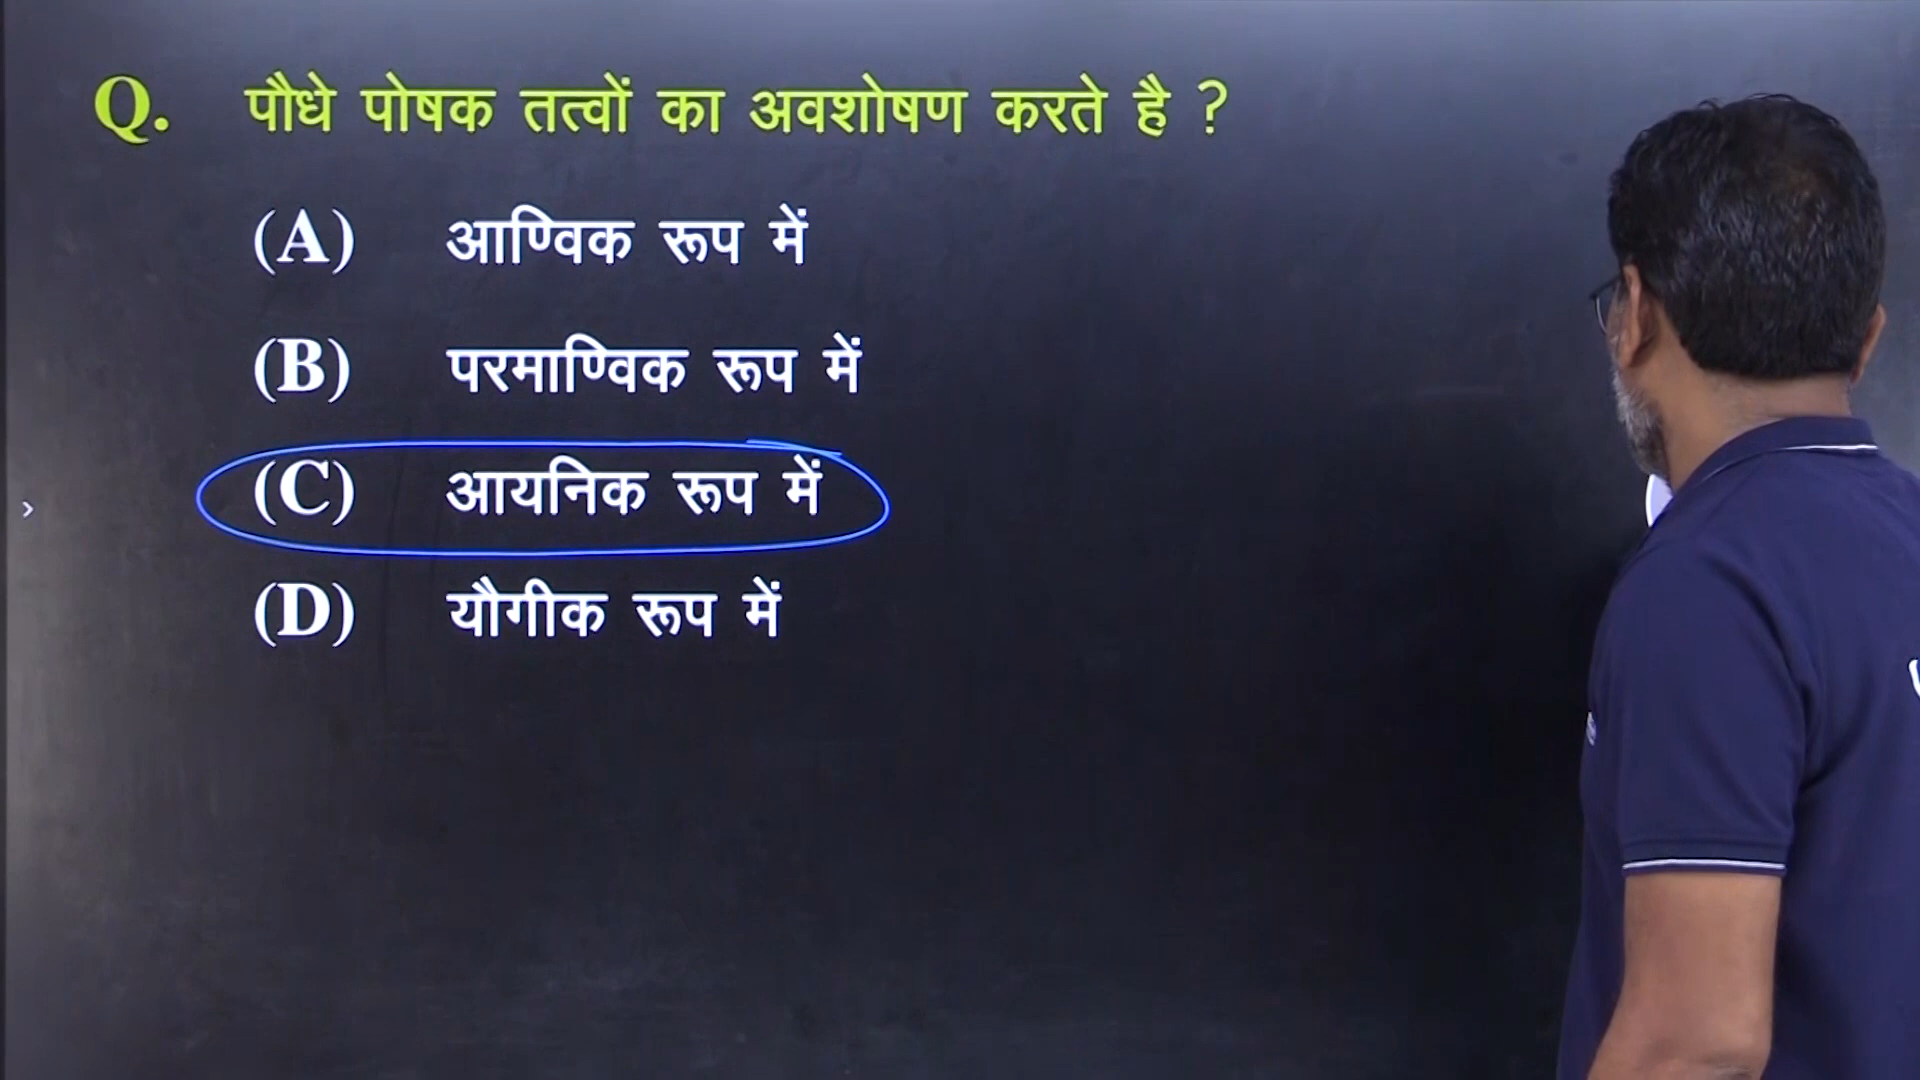 Q. पौधे पोषक तत्वों का अवशोषण करते है ?
(A) आण्विक रूप में
(B) परमाण्विक रूप में
(C) आयनिक रूप में
(D) यौगीक रूप में